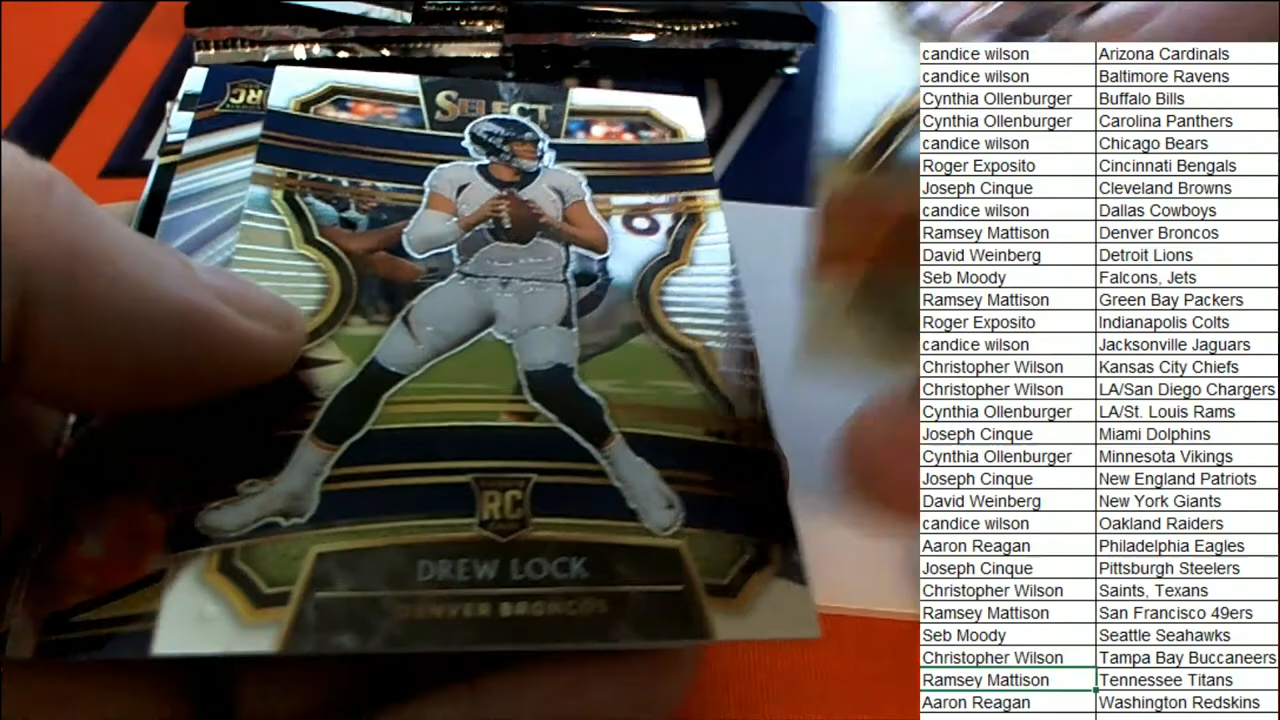 RC
SELECT
RC
DREW LOCK
DENVER BRONCOS
candice wilson Arizona Cardinals
candice wilson Baltimore Ravens
Cynthia Ollenburger Buffalo Bills
Cynthia Ollenburger Carolina Panthers
candice wilson Chicago Bears
Roger Exposito Cincinnati Bengals
Joseph Cinque Cleveland Browns
candice wilson Dallas Cowboys
Ramsey Mattison Denver Broncos
David Weinberg Detroit Lions
Seb Moody Falcons, Jets
Ramsey Mattison Green Bay Packers
Roger Exposito Indianapolis Colts
candice wilson Jacksonville Jaguars
Christopher Wilson Kansas City Chiefs
Christopher Wilson LA/San Diego Chargers
Cynthia Ollenburger LA/St. Louis Rams
Joseph Cinque Miami Dolphins
Cynthia Ollenburger Minnesota Vikings
Joseph Cinque New England Patriots
David Weinberg New York Giants
candice wilson Oakland Raiders
Aaron Reagan Philadelphia Eagles
Joseph Cinque Pittsburgh Steelers
Christopher Wilson Saints, Texans
Ramsey Mattison San Francisco 49ers
Seb Moody Seattle Seahawks
Christopher Wilson Tampa Bay Buccaneers
Ramsey Mattison Tennessee Titans
Aaron Reagan Washington Redskins